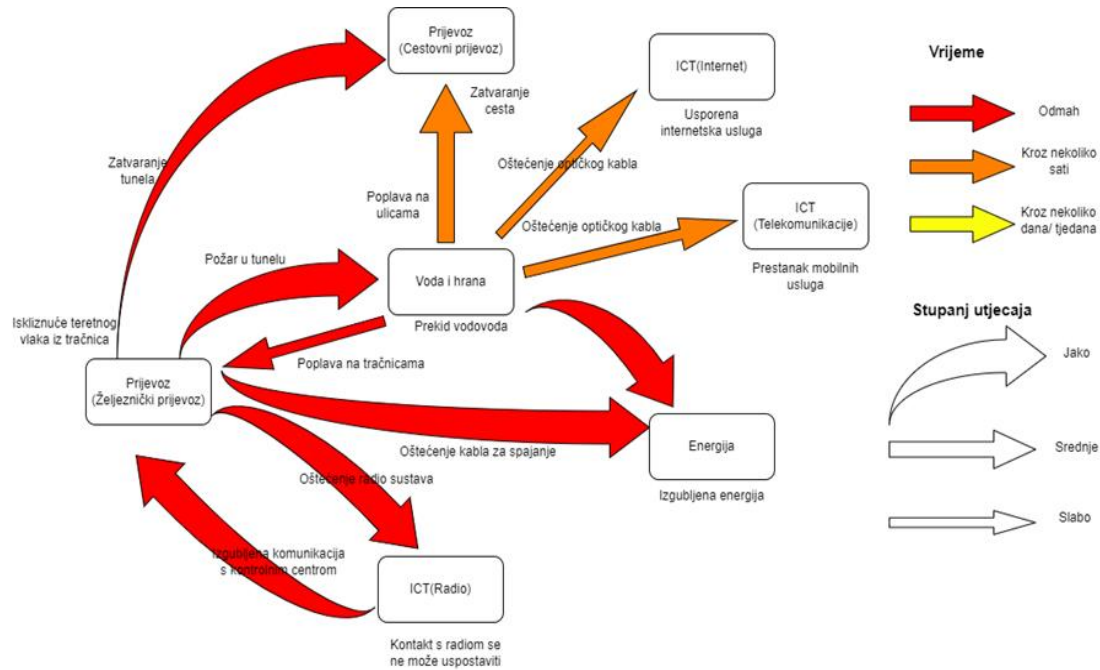 Prijevoz
(Cestovni prijevoz)
ICT(Internet)
Usporena
internetska usluga
Zatvaranje
cesta
Oštećenje optičkog kabla
Zatvaranje
tunela
Poplava na
ulicama
Oštećenje optičkog kabla
ICT
(Telekomunikacije)
Prestanak mobilnih
usluga
Požar u tunelu
Voda i hrana
Prekid vodovoda
Iskliznuće teretnog
vlaka iz tračnica
Poplava na tračnicama
Prijevoz
(Željeznički prijevoz)
Oštećenje kabla za spajanje
Energija
Izgubljena energija
Oštećenje radio sustava
Izgubljena komunikacija
s kontrolnim centrom
ICT(Radio)
Kontakt s radiom se
ne može uspostaviti
Vrijeme
Odmah
Kroz nekoliko
sati
Kroz nekoliko
dana/ tjedana
Stupanj utjecaja
Jako
Srednje
Slabo